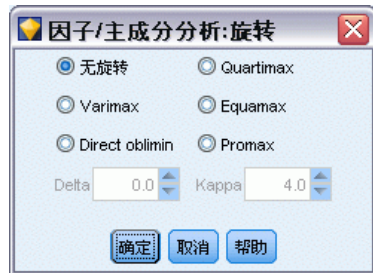 因子/主成分分析:旋转
无旋转 Quartimax
Varimax Equamax
Direct oblimin Promax
Delta 0.0 Kappa 4.0
确定 取消 帮助